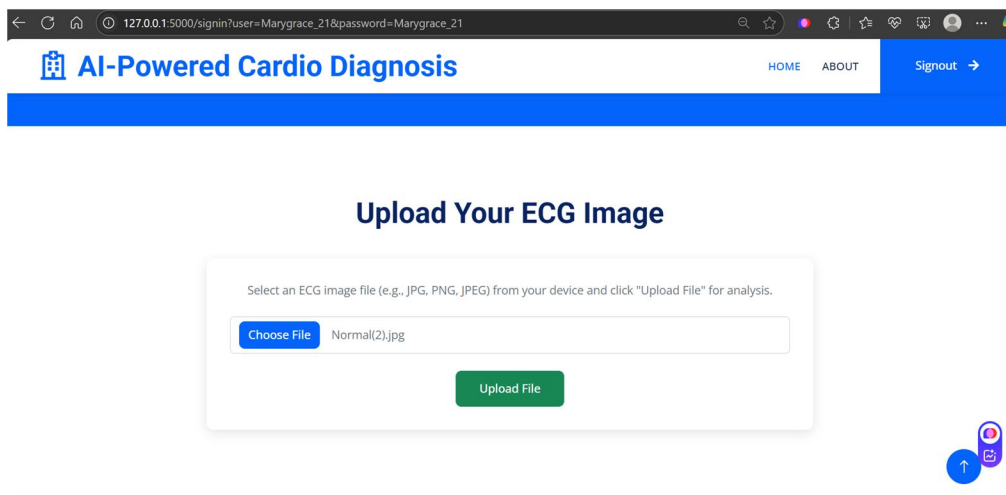 127.0.0.1:5000/signin?user=Marygrace_21&password=Marygrace_21
AI-Powered Cardio Diagnosis
HOME
ABOUT
Signout
Upload Your ECG Image
Select an ECG image file (e.g., JPG, PNG, JPEG) from your device and click "Upload File" for analysis.
Choose File
Normal(2).jpg
Upload File